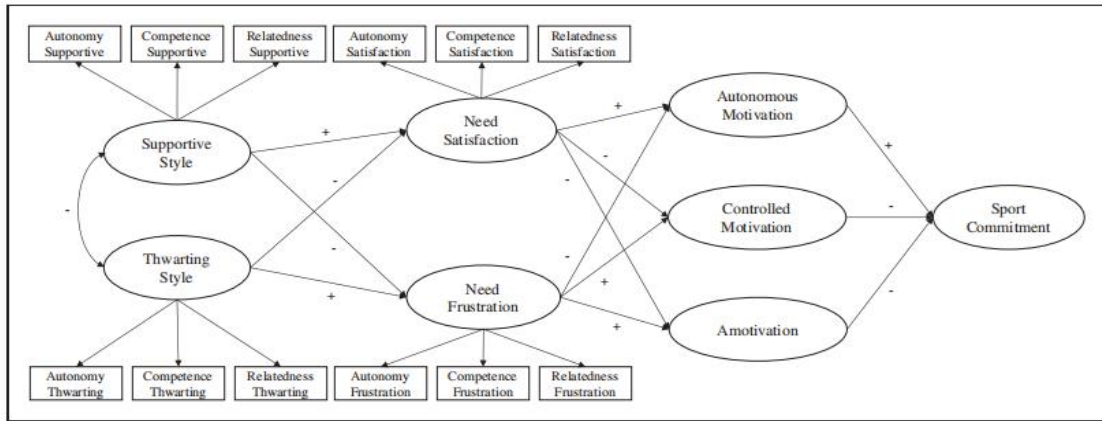 Autonomy
Supportive
Competence
Supportive
Relatedness
Supportive
Autonomy
Satisfaction
Competence
Satisfaction
Relatedness
Satisfaction
Supportive
Style
Need
Satisfaction
Autonomous
Motivation
+
+
-
-
-
+
-
Controlled
Motivation
-
Sport
Commitment
-
-
Thwarting
Style
Need
Frustration
+
+
+
-
Amotivation
Autonomy
Thwarting
Competence
Thwarting
Relatedness
Thwarting
Autonomy
Frustration
Competence
Frustration
Relatedness
Frustration